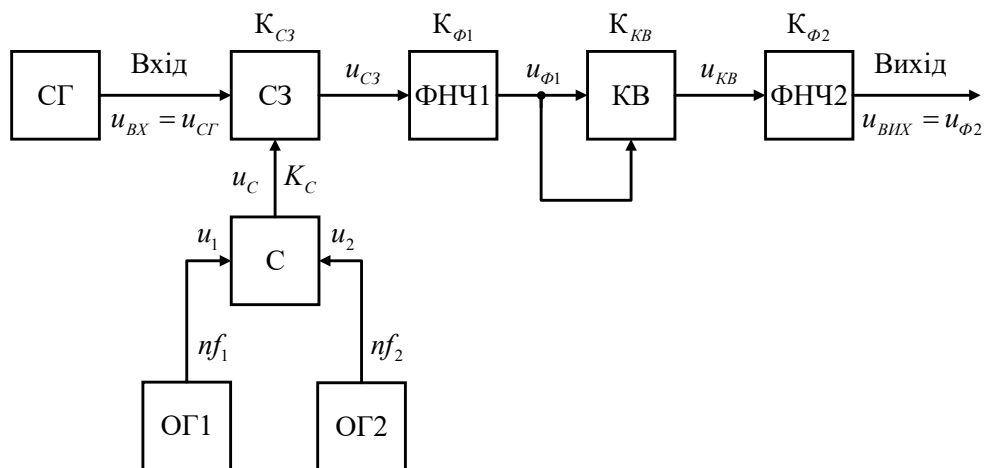 К_СЗ
К_Ф1
К_КВ
К_Ф2
СГ
Вхід
u_ВХ = u_СГ
СЗ
u_СЗ
ФНЧ1
u_Ф1
КВ
u_КВ
ФНЧ2
Вихід
u_ВИХ = u_Ф2
u_C
K_C
u_1
С
u_2
nf_1
nf_2
ОГ1
ОГ2